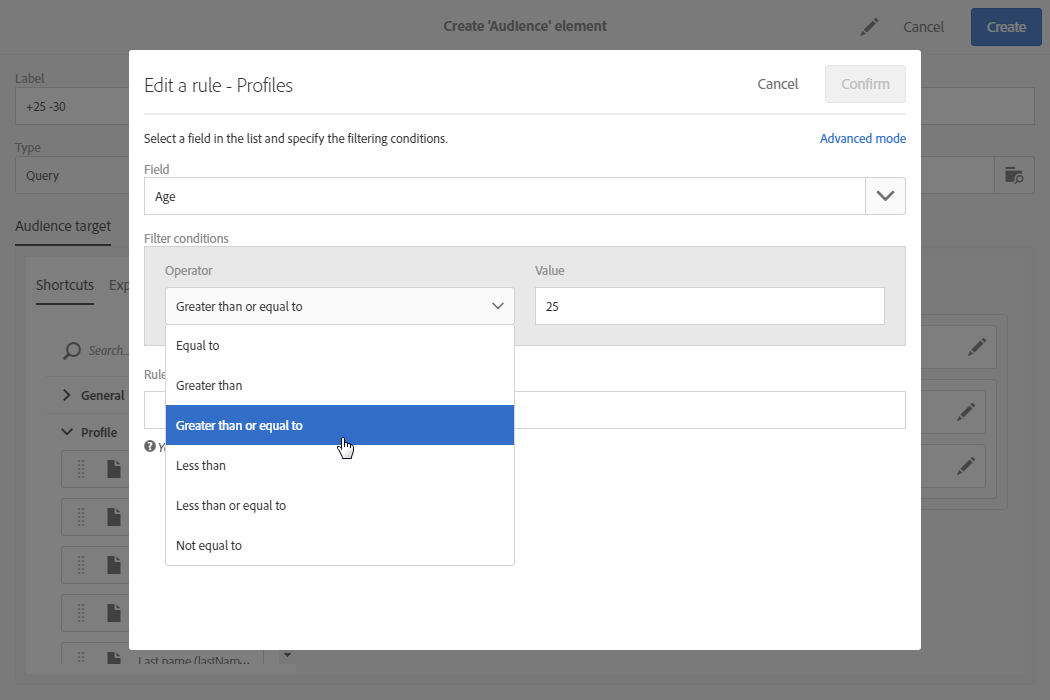 Create 'Audience' element
Cancel
Create
Label
+25 -30
Type
Query
Audience target
Shortcuts
Exp
Search...
General
Profile
Last name (lastNam...
Edit a rule - Profiles
Cancel
Confirm
Select a field in the list and specify the filtering conditions.
Advanced mode
Field
Age
Filter conditions
Operator
Value
Greater than or equal to
25
Equal to
Greater than
Greater than or equal to
Less than
Less than or equal to
Not equal to
Rule